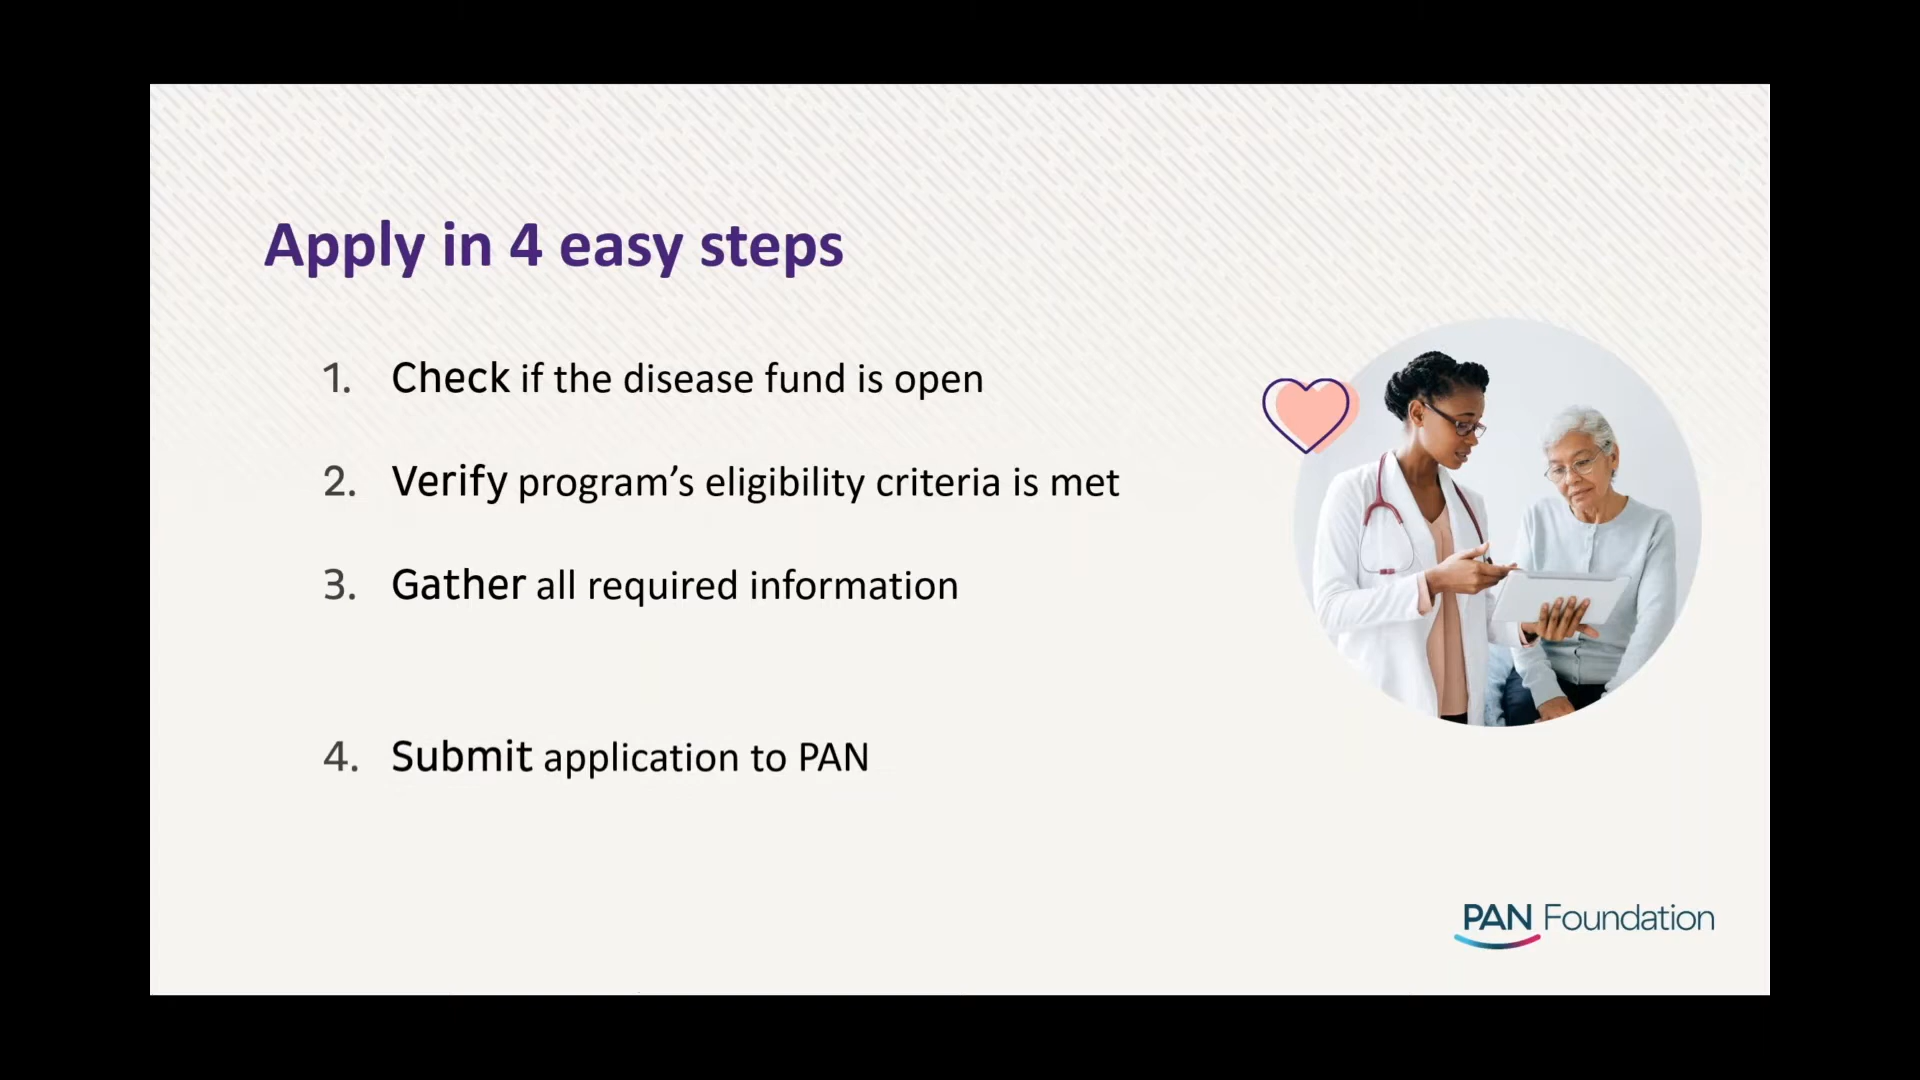 Apply in 4 easy steps
1. Check if the disease fund is open
2. Verify program’s eligibility criteria is met
3. Gather all required information
4. Submit application to PAN
PAN Foundation